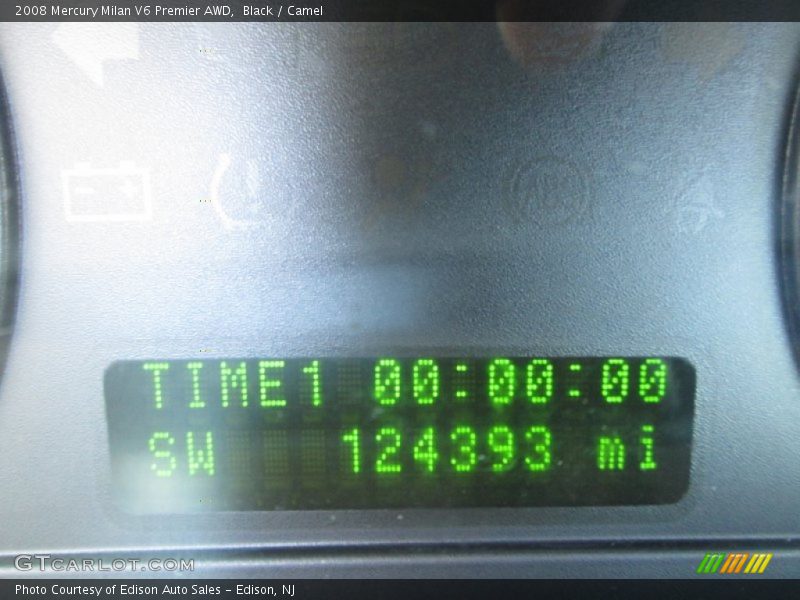 2008 Mercury Milan V6 Premier AWD,  Black / Camel
TIME1 00:00:00
SW 124393 mi
GTCARLOT.COM
Photo Courtesy of Edison Auto Sales – Edison, NJ